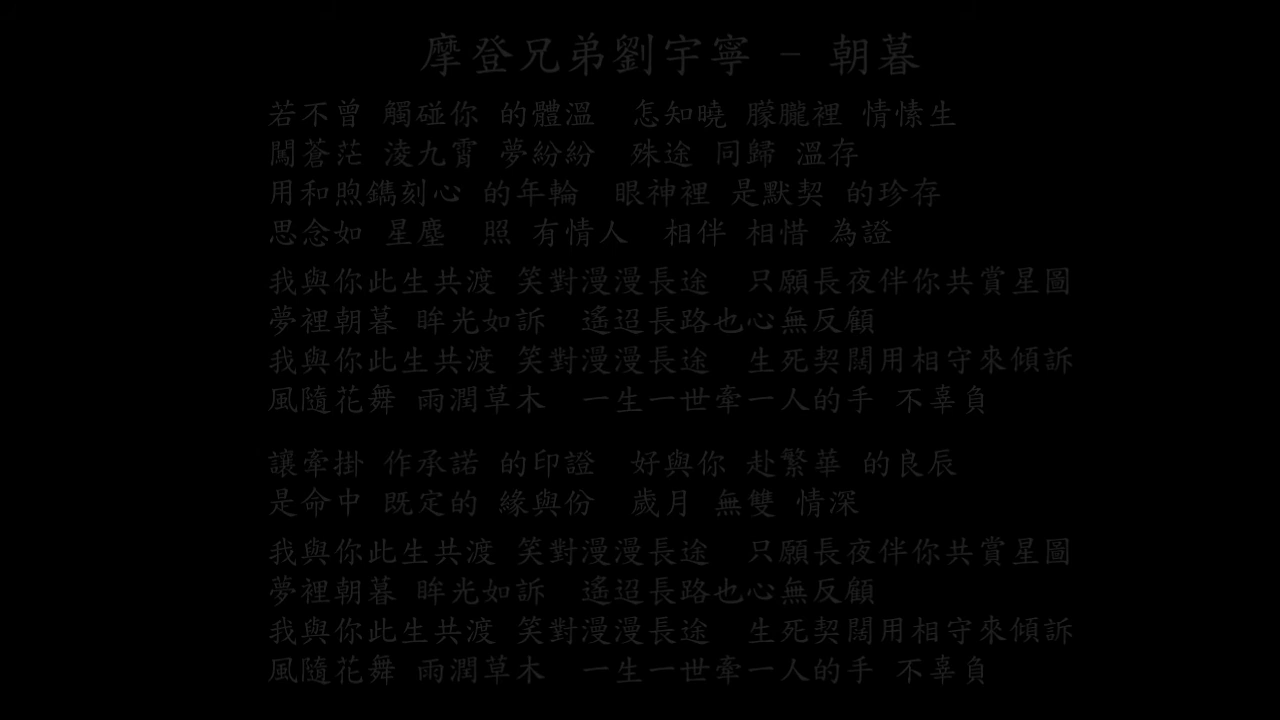 摩登兄弟劉宇寧 - 朝暮
若不曾 觸碰你 的體溫 怎知曉 朦朧裡 情愫生
闖蒼茫 淩九霄 夢紛紛 殊途 同歸 溫存
用和煦鐫刻心 的年輪 眼神裡 是默契 的珍存
思念如 星塵 照 有情人 相伴 相惜 為證
我與你此生共渡 笑對漫漫長途 只願長夜伴你共賞星圖
夢裡朝暮 眸光如訴 遙迢長路也心無反顧
我與你此生共渡 笑對漫漫長途 生死契闊用相守來傾訴
風隨花舞 雨潤草木 一生一世牽一人的手 不辜負
讓牽掛 作承諾 的印證 好與你 赴繁華 的良辰
是命中 既定的 緣與份 歲月 無雙 情深
我與你此生共渡 笑對漫漫長途 只願長夜伴你共賞星圖
夢裡朝暮 眸光如訴 遙迢長路也心無反顧
我與你此生共渡 笑對漫漫長途 生死契闊用相守來傾訴
風隨花舞 雨潤草木 一生一世牽一人的手 不辜負